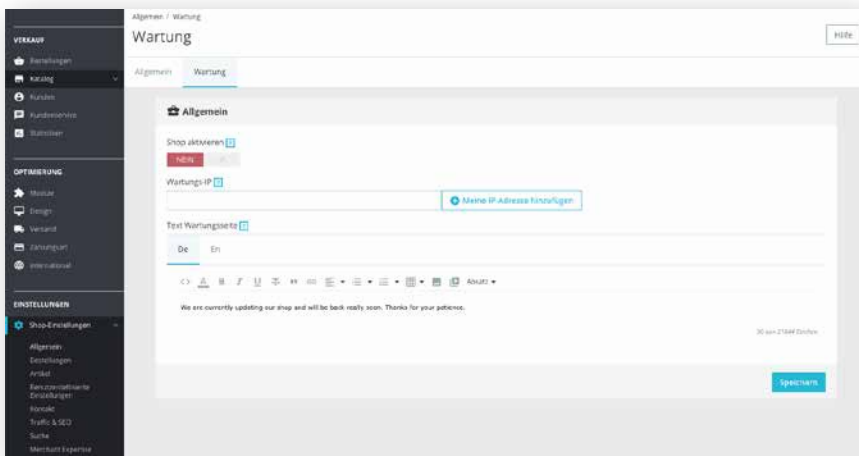 VERKAUF
Bestellungen
Katalog
Kunden
Kundenservice
Statistiken
OPTIMIERUNG
Module
Design
Versand
Zahlungsart
International
EINSTELLUNGEN
Shop-Einstellungen
Allgemein
Bestellungen
Artikel
Benutzerdefinierte
Einstellungen
Kontakt
Traffic & SEO
Suche
Merchant Expertise
Allgemein / Wartung
Wartung
Hilfe
Allgemein
Wartung
Allgemein
Shop aktivieren ?
NEIN
Wartungs-IP ?
Meine IP-Adresse hinzufügen
Text Wartungsseite ?
De En
Absatz
We are currently updating our shop and will be back really soon. Thanks for your patience.
Speichern